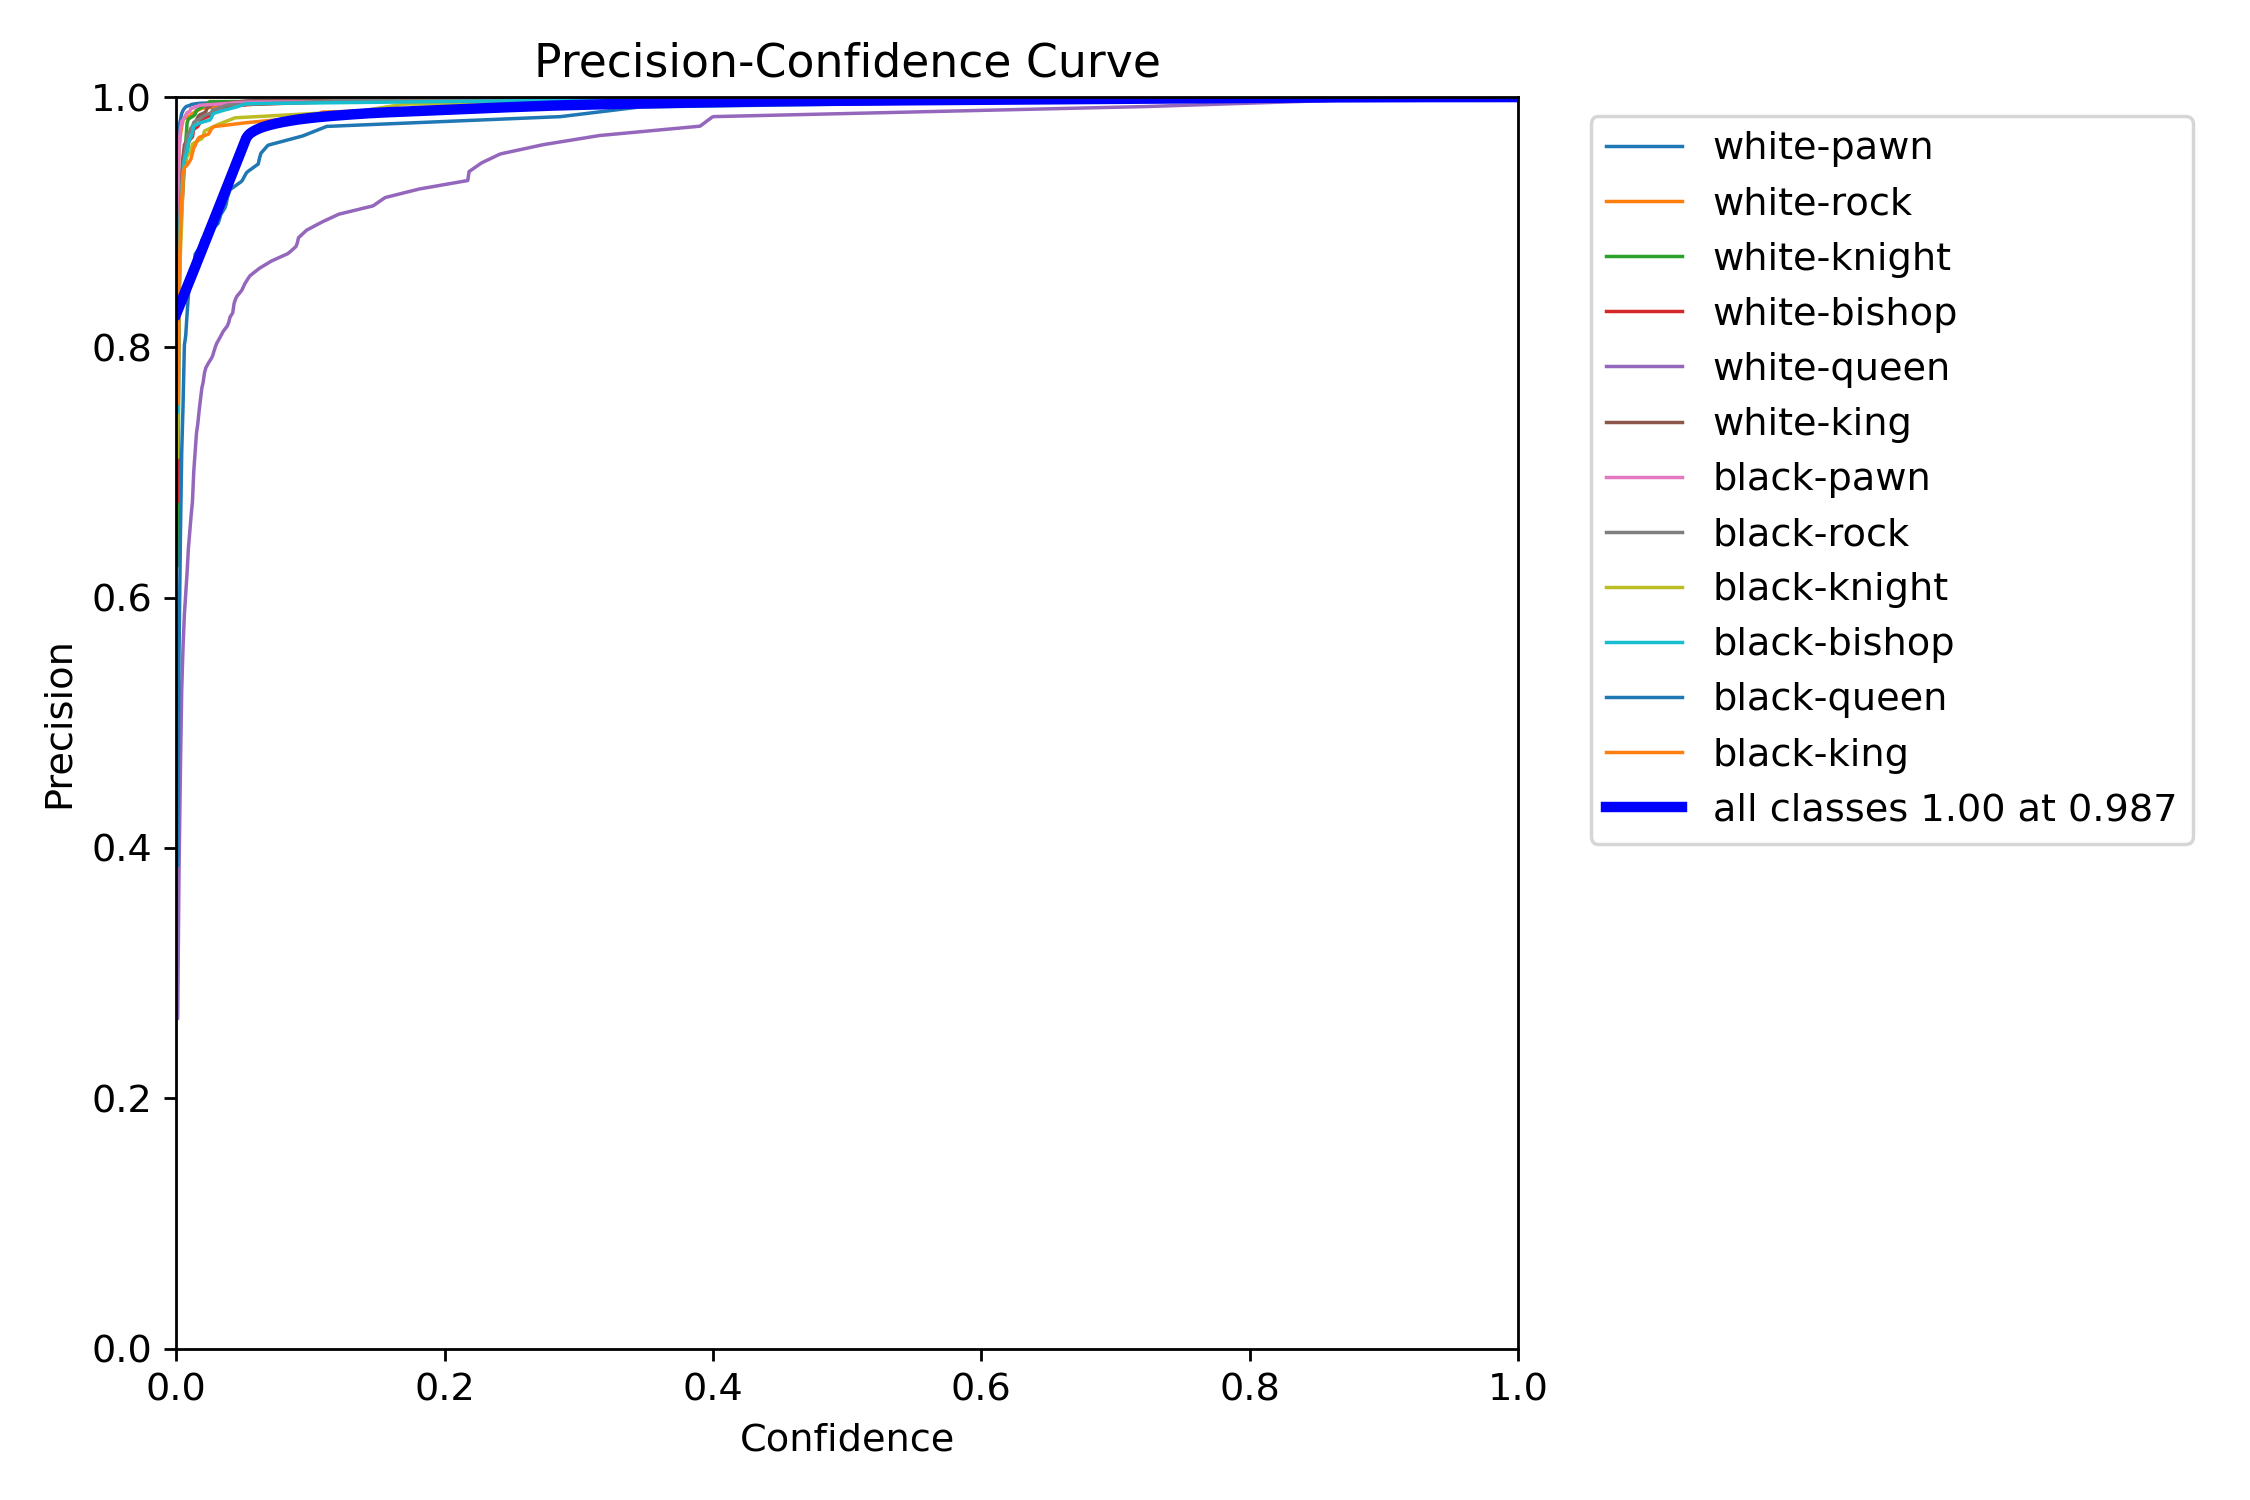 Precision-Confidence Curve
1.0
0.8
0.6
0.4
0.2
0.0
Precision
0.0 0.2 0.4 0.6 0.8 1.0
Confidence
white-pawn
white-rock
white-knight
white-bishop
white-queen
white-king
black-pawn
black-rock
black-knight
black-bishop
black-queen
black-king
all classes 1.00 at 0.987